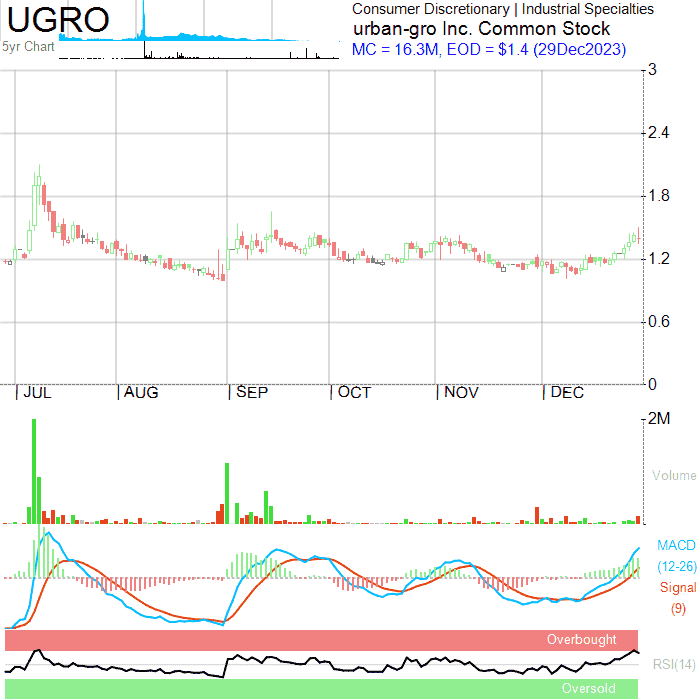 UGRO
5yr Chart
Consumer Discretionary | Industrial Specialties
urban-gro Inc. Common Stock
MC = 16.3M, EOD = $1.4 (29Dec2023)
3
2.4
1.8
1.2
0.6
0
JUL AUG SEP OCT NOV DEC
2M
Volume
MACD
(12-26)
Signal
(9)
Overbought
RSI(14)
Oversold